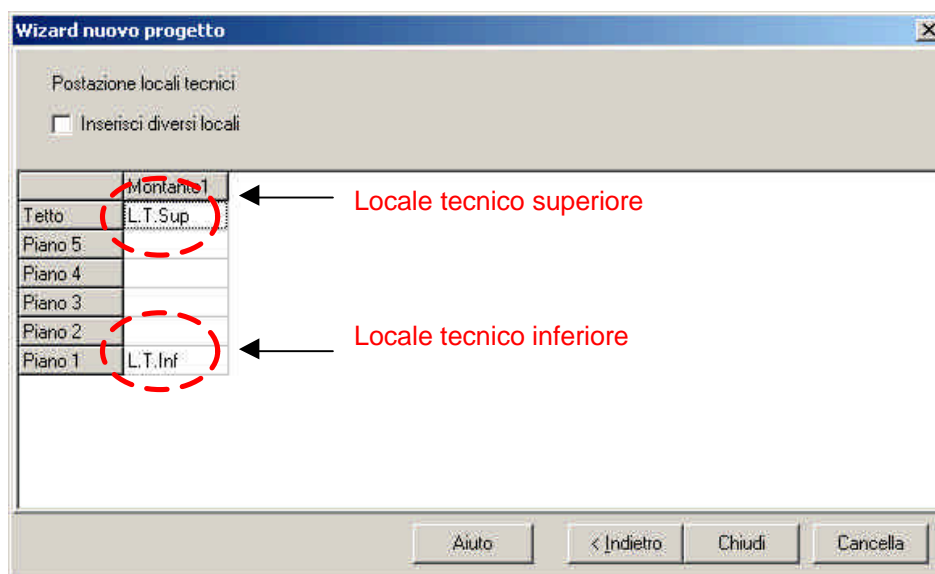 Wizard nuovo progetto
Postazione locali tecnici
Inserisci diversi locali
Montante1
Locale tecnico superiore
Tetto L.T.Sup
Piano 5
Piano 4
Piano 3
Piano 2
Locale tecnico inferiore
Piano 1 L.T.Inf
Aiuto < Indietro Chiudi Cancella